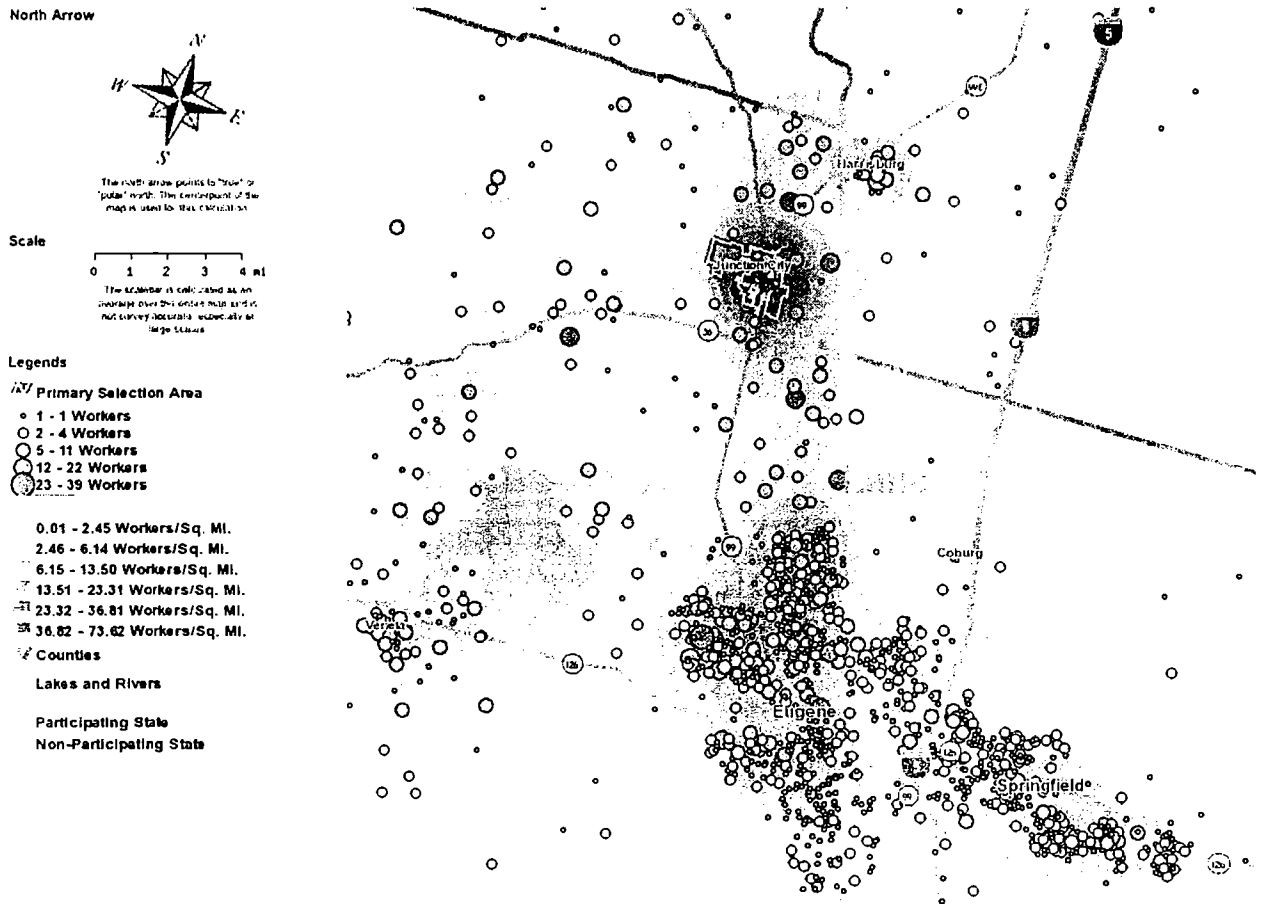 North Arrow
N
W
E
S
The north arrow points to "true" or
"polar" north. The centerpoint of the
map is used for this calculation.
Scale
0 1 2 3 4 mi
The scalebar is calculated as an
average over the entire map and is
not survey accurate, especially at
large scales
Legends
Primary Selection Area
1 - 1 Workers
2 - 4 Workers
5 - 11 Workers
12 - 22 Workers
23 - 39 Workers
0.01 - 2.45 Workers/Sq. Mi.
2.46 - 6.14 Workers/Sq. Mi.
6.15 - 13.50 Workers/Sq. Mi.
13.51 - 23.31 Workers/Sq. Mi.
23.32 - 36.81 Workers/Sq. Mi.
36.82 - 73.62 Workers/Sq. Mi.
Counties
Lakes and Rivers
Participating State
Non-Participating State
5
Harrisburg
99
Junction City
36
99
Coburg
Veneta
126
Eugene
Springfield
99
126